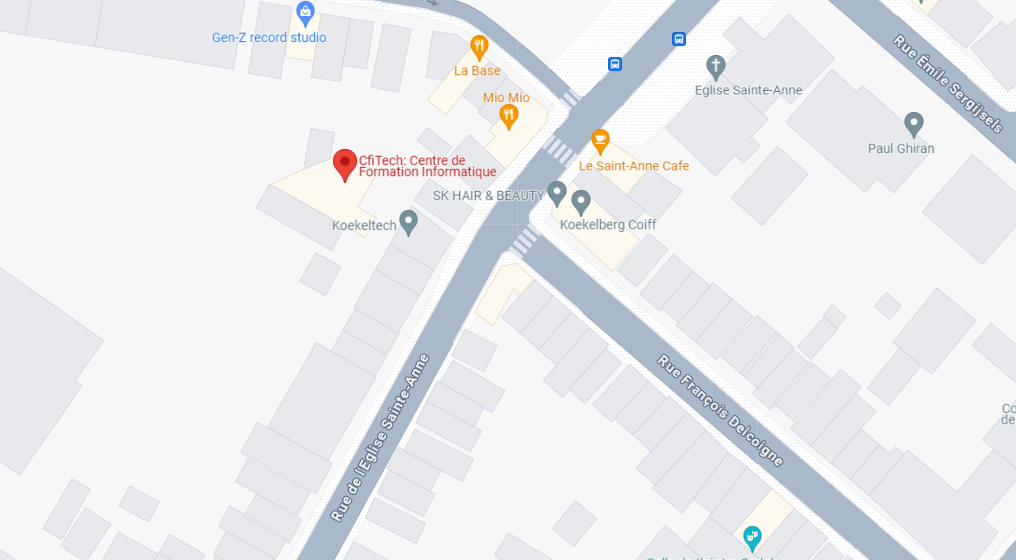 Gen-Z record studio
La Base
Mio Mio
Eglise Sainte-Anne
Rue Émile Sergijsels
Paul Ghiran
CfiTech: Centre de
Formation Informatique
Le Saint-Anne Cafe
SK HAIR & BEAUTY
Koekeltech
Koekelberg Coiff
Rue de l'Eglise Sainte-Anne
Rue François Delcoigne
Co
de